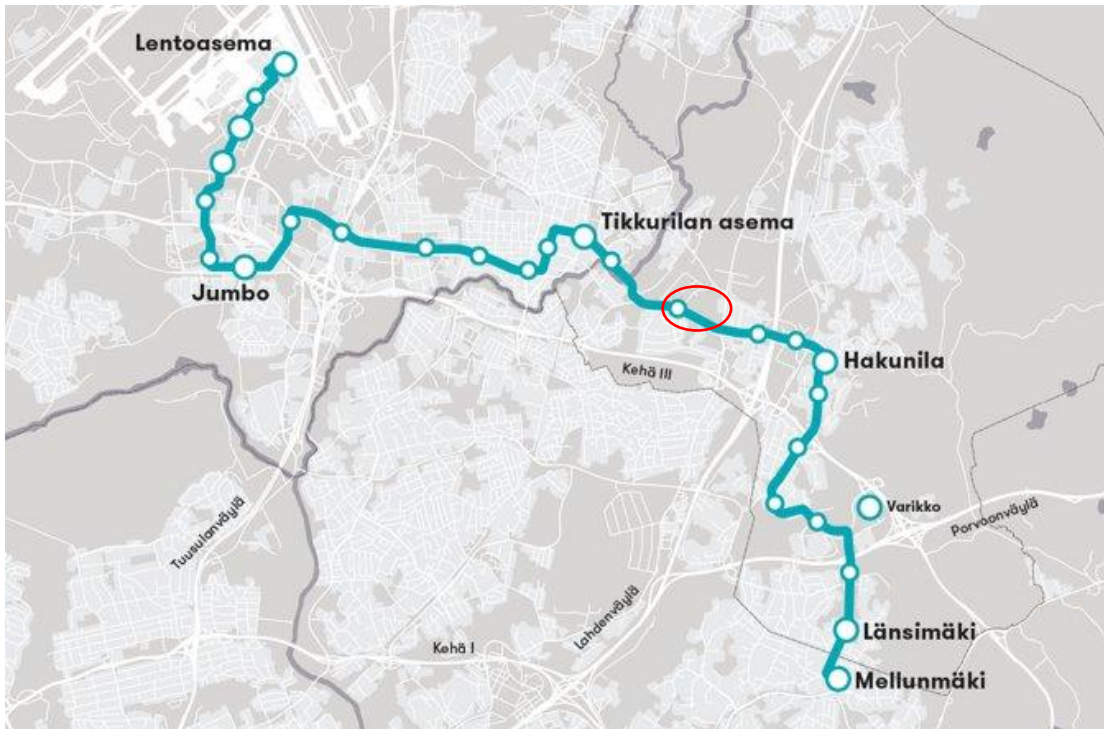 Lentoasema
Tikkurilan asema
Jumbo
Hakunila
Kehä III
Varikko
Porvoonväylä
Tuusulanväylä
Lahdenväylä
Länsimäki
Kehä I
Mellunmäki